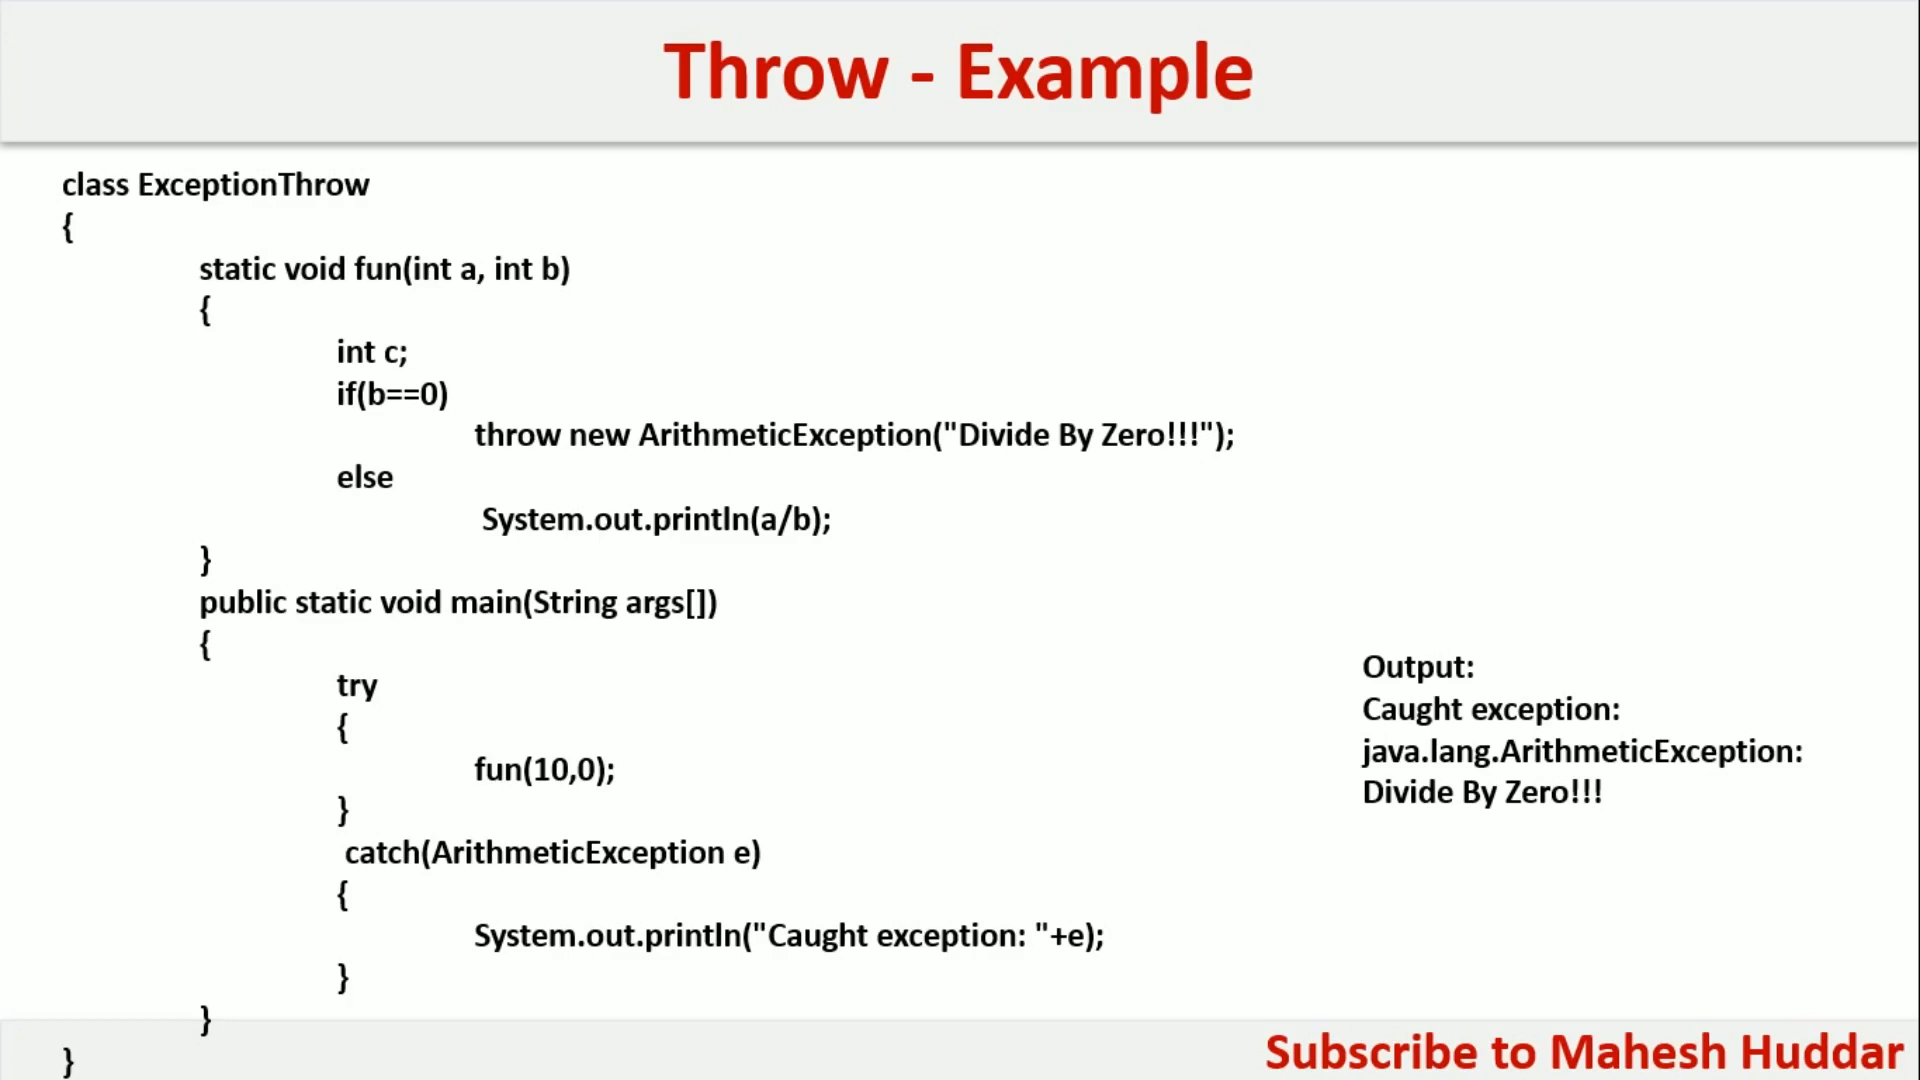 Throw - Example
class ExceptionThrow
{
static void fun(int a, int b)
{
int c;
if(b==0)
throw new ArithmeticException("Divide By Zero!!!");
else
System.out.println(a/b);
}
public static void main(String args[])
{
try
{
fun(10,0);
}
catch(ArithmeticException e)
{
System.out.println("Caught exception: "+e);
}
}
}
Output:
Caught exception:
java.lang.ArithmeticException:
Divide By Zero!!!
Subscribe to Mahesh Huddar